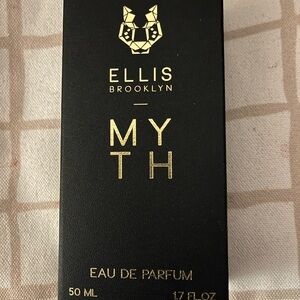 ELLIS
BROOKLYN
MY
TH
EAU DE PARFUM
50 ML 1.7 FL OZ